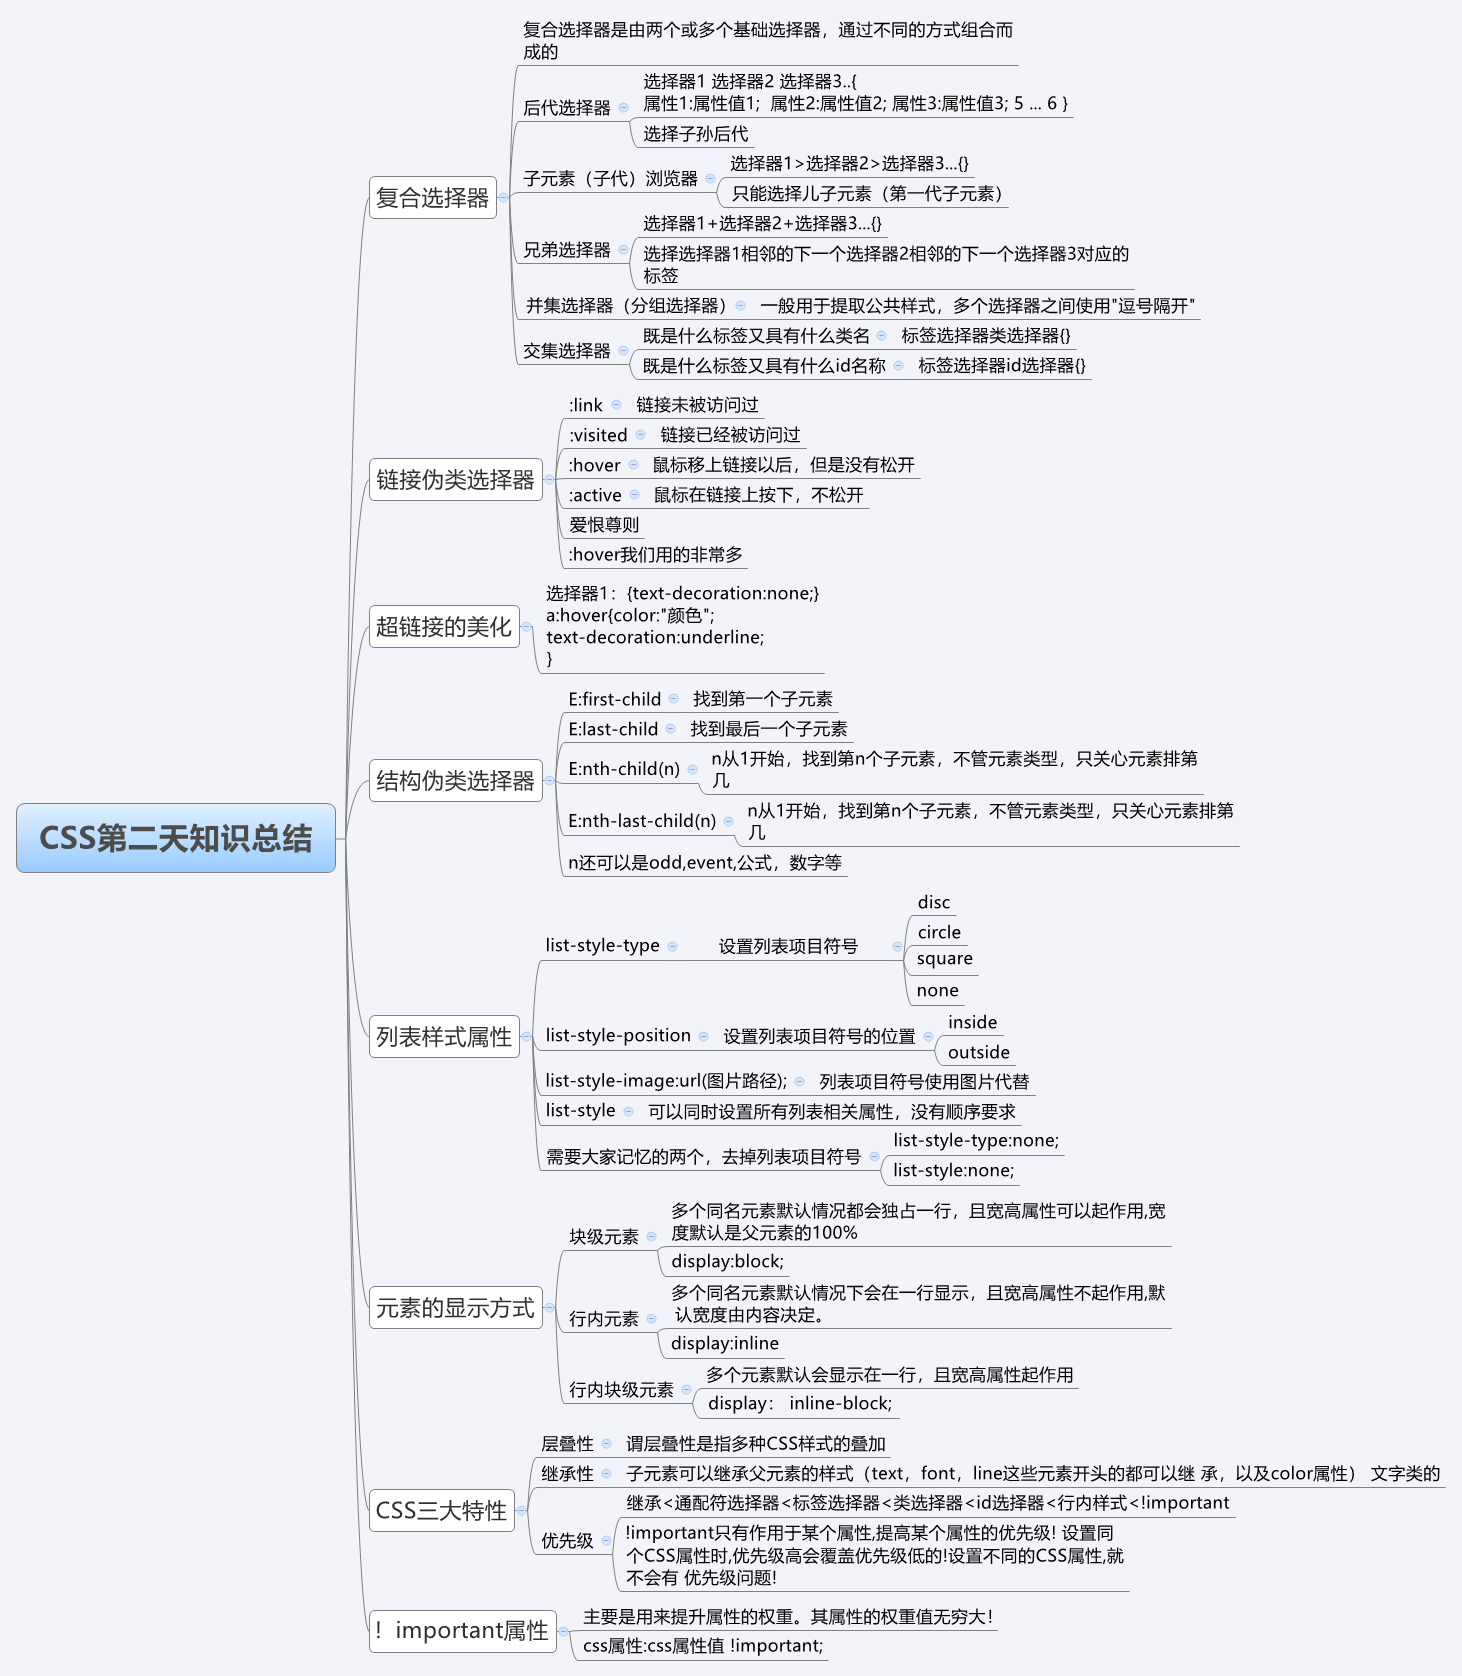 CSS第二天知识总结
复合选择器
复合选择器是由两个或多个基础选择器，通过不同的方式组合而
成的
后代选择器
选择器1 选择器2 选择器3..{
属性1:属性值1;  属性2:属性值2; 属性3:属性值3; 5 ... 6 }
选择子孙后代
子元素（子代）浏览器
选择器1>选择器2>选择器3...{}
只能选择儿子元素（第一代子元素）
兄弟选择器
选择器1+选择器2+选择器3...{}
选择选择器1相邻的下一个选择器2相邻的下一个选择器3对应的
标签
并集选择器（分组选择器）
一般用于提取公共样式，多个选择器之间使用"逗号隔开"
交集选择器
既是什么标签又具有什么类名
标签选择器类选择器{}
既是什么标签又具有什么id名称
标签选择器id选择器{}
链接伪类选择器
:link
链接未被访问过
:visited
链接已经被访问过
:hover
鼠标移上链接以后，但是没有松开
:active
鼠标在链接上按下，不松开
爱恨尊则
:hover我们用的非常多
超链接的美化
选择器1：{text-decoration:none;}
a:hover{color:"颜色";
text-decoration:underline;
}
结构伪类选择器
E:first-child
找到第一个子元素
E:last-child
找到最后一个子元素
E:nth-child(n)
n从1开始，找到第n个子元素，不管元素类型，只关心元素排第
几
E:nth-last-child(n)
n从1开始，找到第n个子元素，不管元素类型，只关心元素排第
几
n还可以是odd,event,公式，数字等
列表样式属性
list-style-type
设置列表项目符号
disc
circle
square
none
list-style-position
设置列表项目符号的位置
inside
outside
list-style-image:url(图片路径);
列表项目符号使用图片代替
list-style
可以同时设置所有列表相关属性，没有顺序要求
需要大家记忆的两个，去掉列表项目符号
list-style-type:none;
list-style:none;
元素的显示方式
块级元素
多个同名元素默认情况都会独占一行，且宽高属性可以起作用,宽
度默认是父元素的100%
display:block;
行内元素
多个同名元素默认情况下会在一行显示，且宽高属性不起作用,默
认宽度由内容决定。
display:inline
行内块级元素
多个元素默认会显示在一行，且宽高属性起作用
display： inline-block;
CSS三大特性
层叠性
谓层叠性是指多种CSS样式的叠加
继承性
子元素可以继承父元素的样式（text，font，line这些元素开头的都可以继 承，以及color属性） 文字类的
优先级
继承<通配符选择器<标签选择器<类选择器<id选择器<行内样式<!important
!important只有作用于某个属性,提高某个属性的优先级! 设置同
个CSS属性时,优先级高会覆盖优先级低的!设置不同的CSS属性,就
不会有 优先级问题!
！important属性
主要是用来提升属性的权重。其属性的权重值无穷大！
css属性:css属性值 !important;